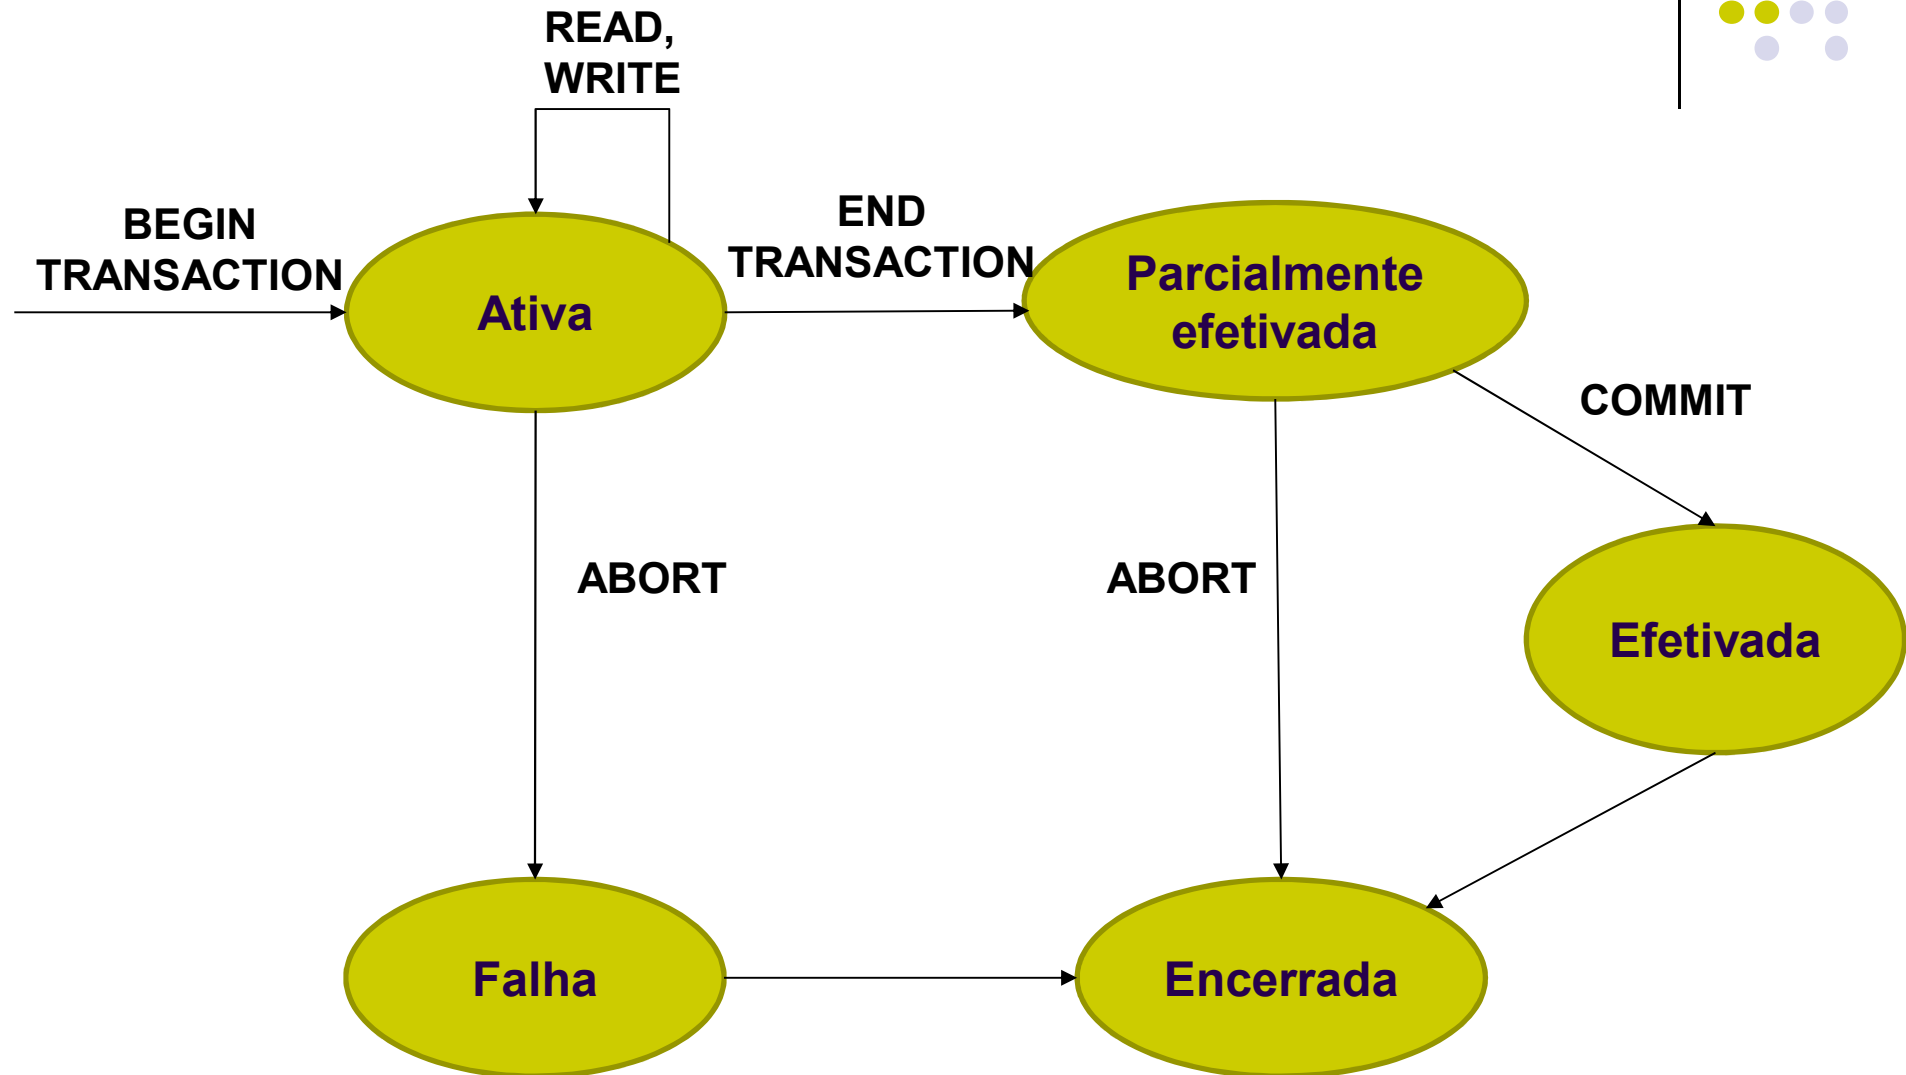 READ,
WRITE
BEGIN
TRANSACTION
END
TRANSACTION
Ativa
Parcialmente
efetivada
COMMIT
ABORT
ABORT
Efetivada
Falha
Encerrada